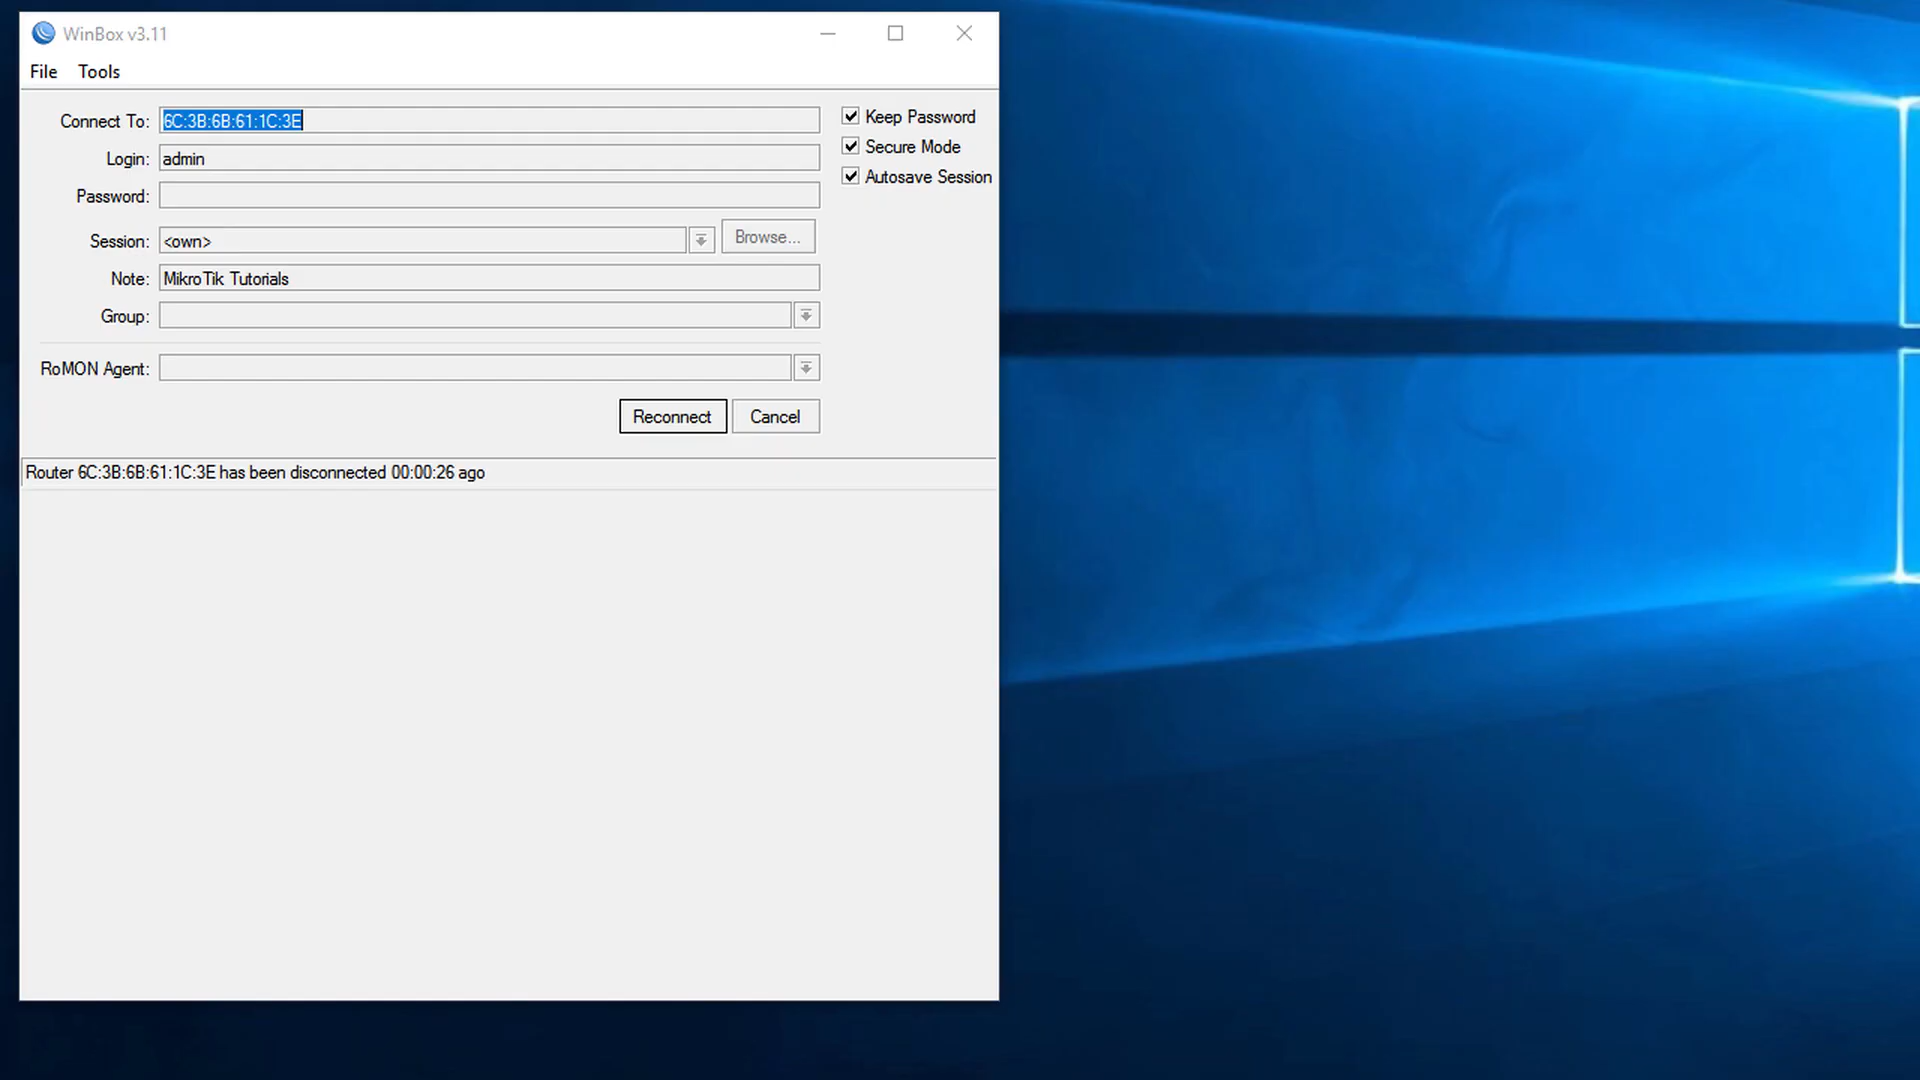 WinBox v3.11
File Tools
Connect To: 6C:3B:6B:61:1C:3E
Keep Password
Login: admin
Secure Mode
Password:
Autosave Session
Session: <own> Browse...
Note: MikroTik Tutorials
Group:
RoMON Agent:
Reconnect Cancel
Router 6C:3B:6B:61:1C:3E has been disconnected 00:00:26 ago